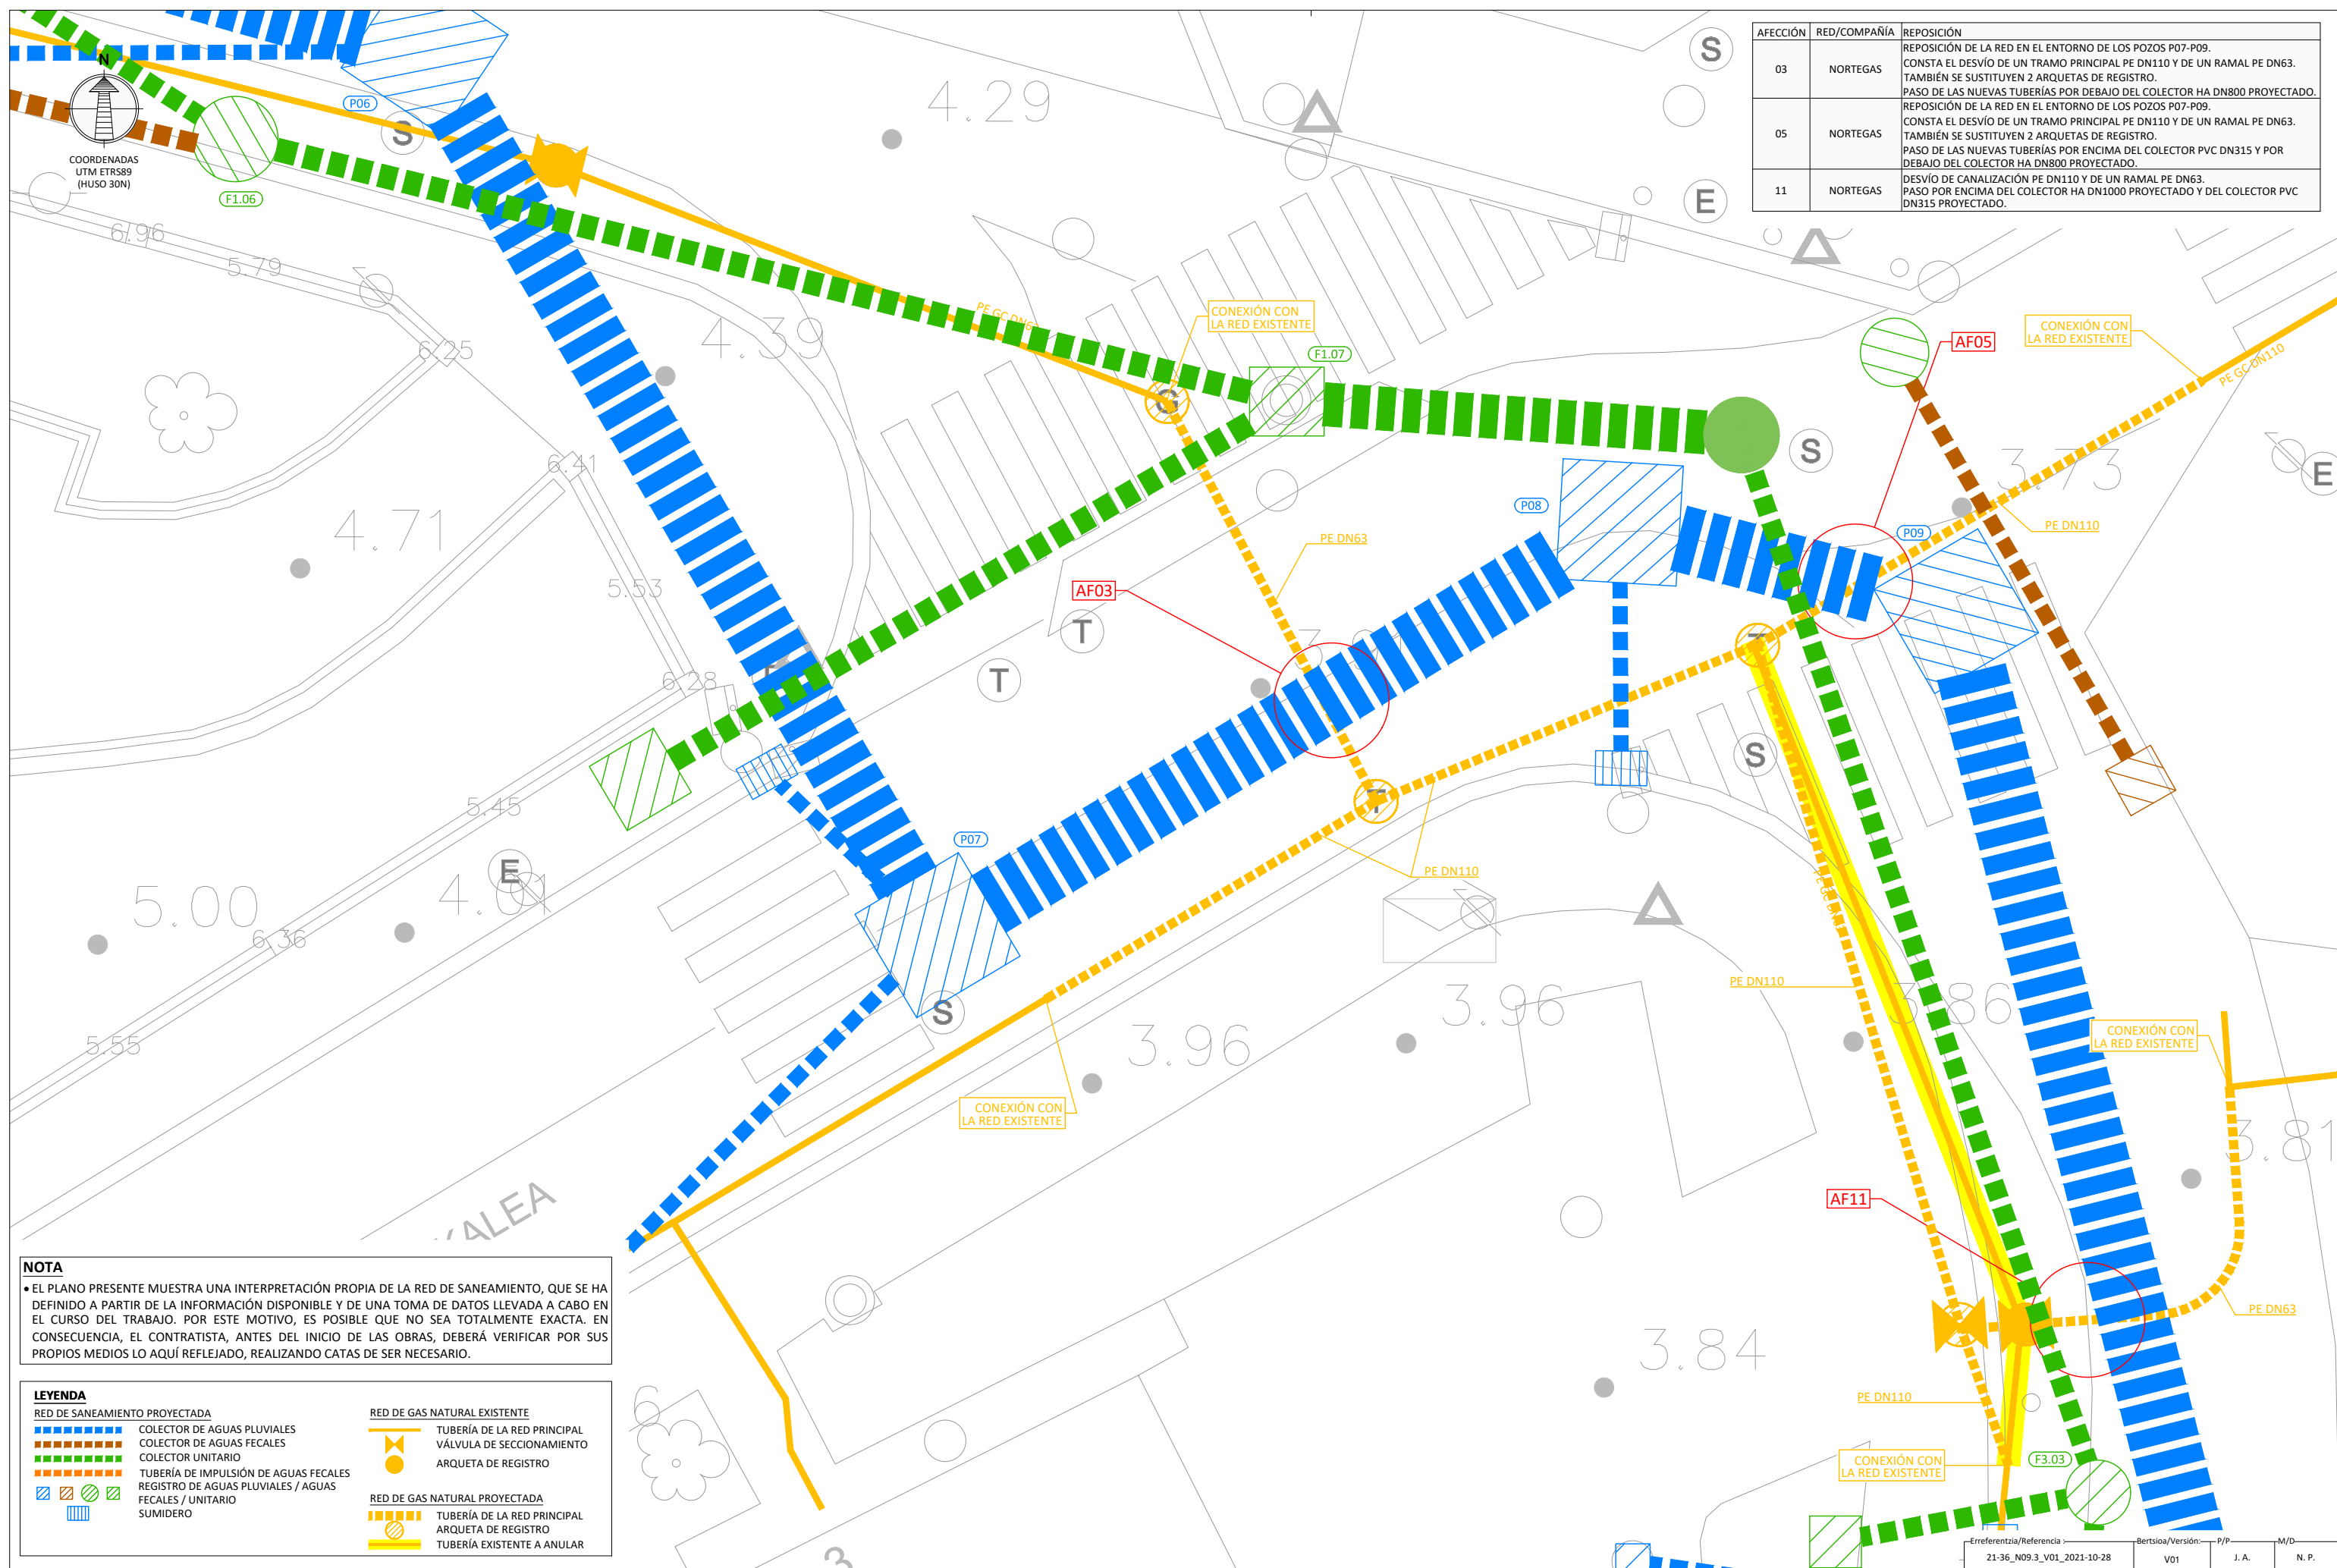 AFECCIÓN RED/COMPAÑÍA REPOSICIÓN
03 NORTEGAS
REPOSICIÓN DE LA RED EN EL ENTORNO DE LOS POZOS P07-P09.
CONSTA EL DESVÍO DE UN TRAMO PRINCIPAL PE DN110 Y DE UN RAMAL PE DN63.
TAMBIÉN SE SUSTITUYEN 2 ARQUETAS DE REGISTRO.
PASO DE LAS NUEVAS TUBERÍAS POR DEBAJO DEL COLECTOR HA DN800 PROYECTADO.
05 NORTEGAS
REPOSICIÓN DE LA RED EN EL ENTORNO DE LOS POZOS P07-P09.
CONSTA EL DESVÍO DE UN TRAMO PRINCIPAL PE DN110 Y DE UN RAMAL PE DN63.
TAMBIÉN SE SUSTITUYEN 2 ARQUETAS DE REGISTRO.
PASO DE LAS NUEVAS TUBERÍAS POR ENCIMA DEL COLECTOR PVC DN315 Y POR
DEBAJO DEL COLECTOR HA DN800 PROYECTADO.
11 NORTEGAS
DESVÍO DE CANALIZACIÓN PE DN110 Y DE UN RAMAL PE DN63.
PASO POR ENCIMA DEL COLECTOR HA DN1000 PROYECTADO Y DEL COLECTOR PVC
DN315 PROYECTADO.
N
COORDENADAS
UTM ETRS89
(HUSO 30N)
P06
S
F1.06
4.29
S
E
6.96
5.79
6.25
4.39
PE GC
CONEXIÓN CON
LA RED EXISTENTE
F1.07
G
AF05
CONEXIÓN CON
LA RED EXISTENTE
PE GC DN110
S
3.73
E
6.41
4.71
P08
P09
PE DN110
PE DN63
5.53
AF03
T
T
6.28
T
S
5.45
T
P07
PE DN110
5.00
E
6.36
S
5.55
3.96
3.96
PE DN110
3.86
CONEXIÓN CON
LA RED EXISTENTE
CONEXIÓN CON
LA RED EXISTENTE
3.81
KALEA
AF11
PE DN63
3.84
PE DN110
CONEXIÓN CON
LA RED EXISTENTE
F3.03
6
3
NOTA
• EL PLANO PRESENTE MUESTRA UNA INTERPRETACIÓN PROPIA DE LA RED DE SANEAMIENTO, QUE SE HA
DEFINIDO A PARTIR DE LA INFORMACIÓN DISPONIBLE Y DE UNA TOMA DE DATOS LLEVADA A CABO EN
EL CURSO DEL TRABAJO. POR ESTE MOTIVO, ES POSIBLE QUE NO SEA TOTALMENTE EXACTA. EN
CONSECUENCIA, EL CONTRATISTA, ANTES DEL INICIO DE LAS OBRAS, DEBERÁ VERIFICAR POR SUS
PROPIOS MEDIOS LO AQUÍ REFLEJADO, REALIZANDO CATAS DE SER NECESARIO.
LEYENDA
RED DE SANEAMIENTO PROYECTADA
COLECTOR DE AGUAS PLUVIALES
COLECTOR DE AGUAS FECALES
COLECTOR UNITARIO
TUBERÍA DE IMPULSIÓN DE AGUAS FECALES
REGISTRO DE AGUAS PLUVIALES / AGUAS
FECALES / UNITARIO
SUMIDERO
RED DE GAS NATURAL EXISTENTE
TUBERÍA DE LA RED PRINCIPAL
VÁLVULA DE SECCIONAMIENTO
ARQUETA DE REGISTRO
RED DE GAS NATURAL PROYECTADA
TUBERÍA DE LA RED PRINCIPAL
ARQUETA DE REGISTRO
TUBERÍA EXISTENTE A ANULAR
Erreferentzia/Referencia : Bertsioa/Versión: P/P M/D
21-36_N09.3_V01_2021-10-28 V01 J. A. N. P.